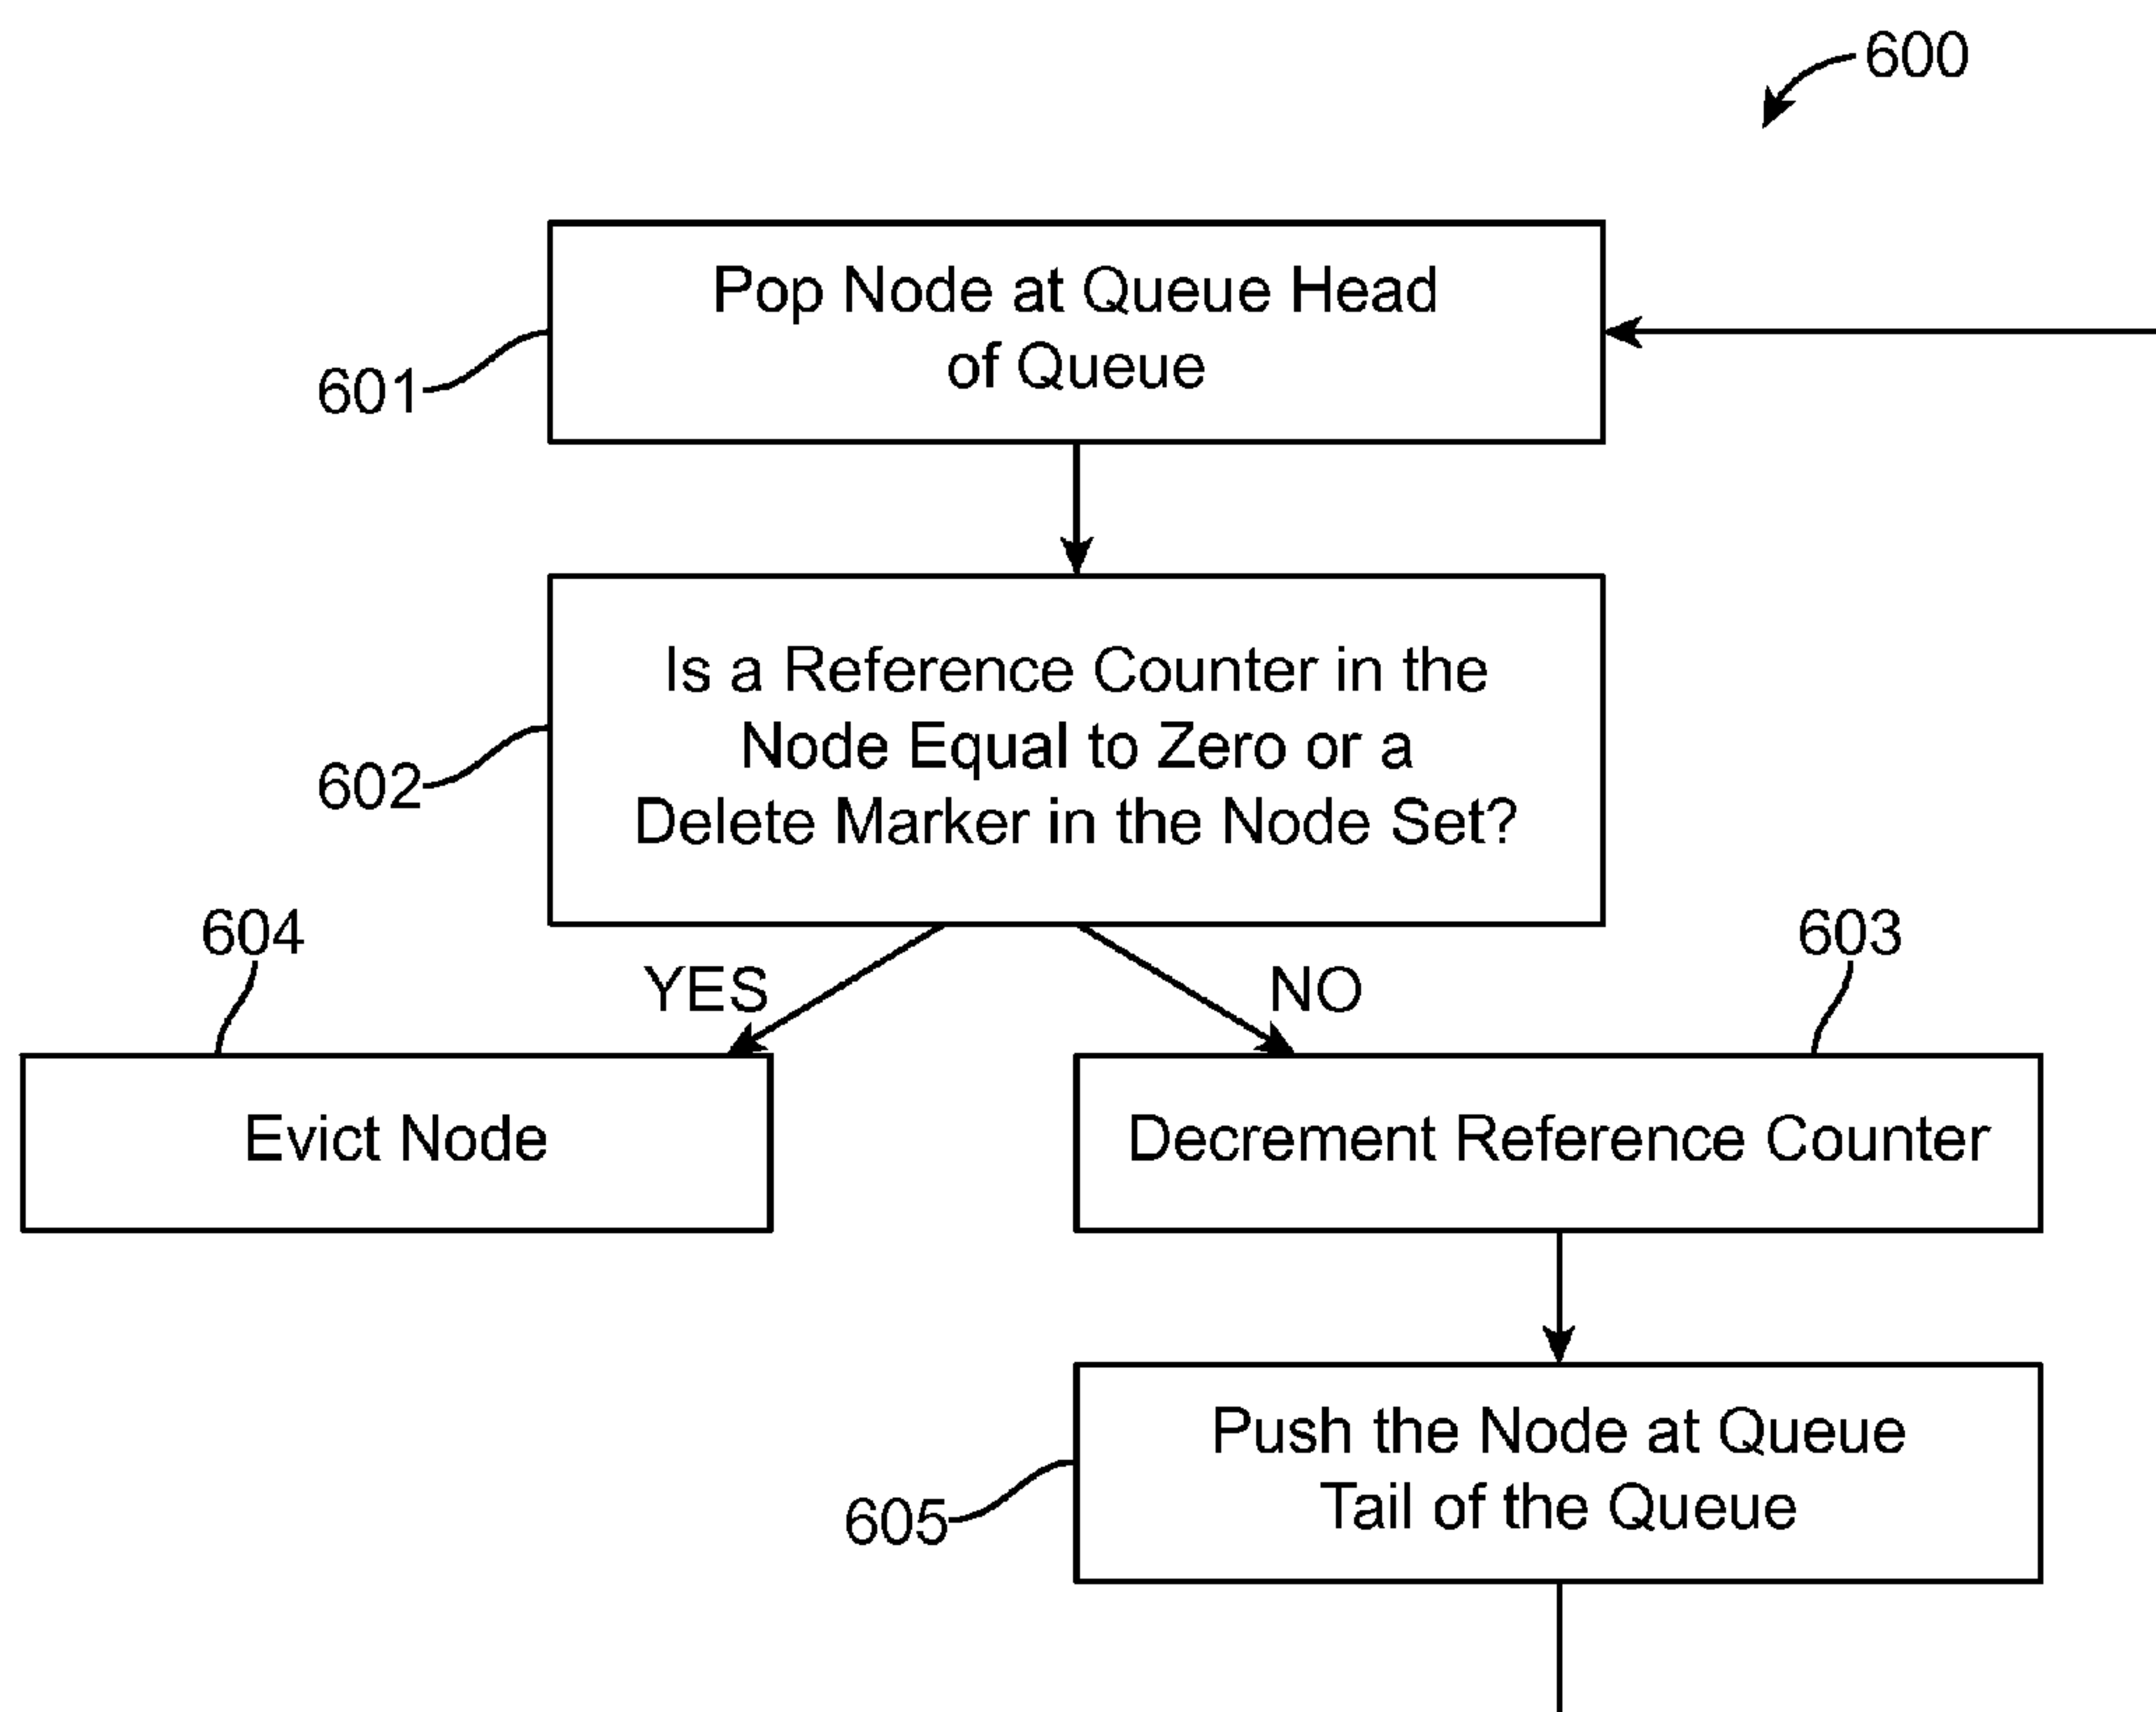 600
Pop Node at Queue Head
of Queue
601
Is a Reference Counter in the
Node Equal to Zero or a
Delete Marker in the Node Set?
602
604
603
YES
NO
Evict Node
Decrement Reference Counter
Push the Node at Queue
Tail of the Queue
605